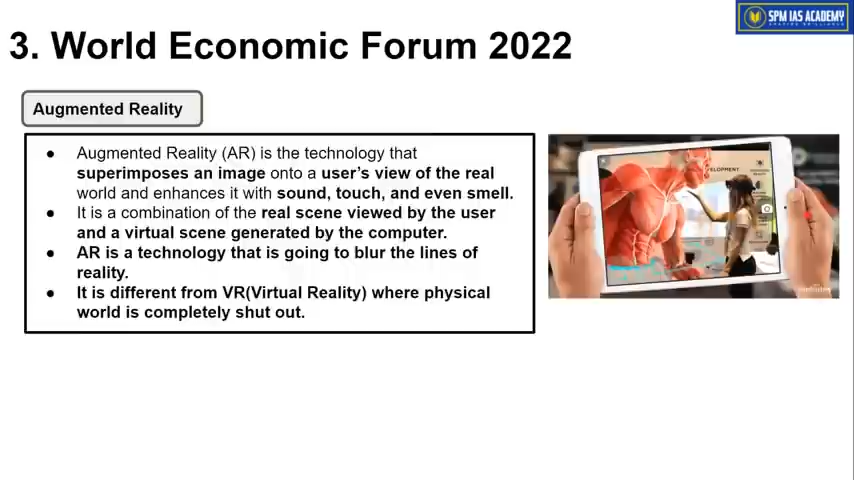 SPM IAS ACADEMY
SHAPING BRILLIANCE
3. World Economic Forum 2022
Augmented Reality
● Augmented Reality (AR) is the technology that
superimposes an image onto a user's view of the real
world and enhances it with sound, touch, and even smell.
● It is a combination of the real scene viewed by the user
and a virtual scene generated by the computer.
● AR is a technology that is going to blur the lines of
reality.
● It is different from VR(Virtual Reality) where physical
world is completely shut out.